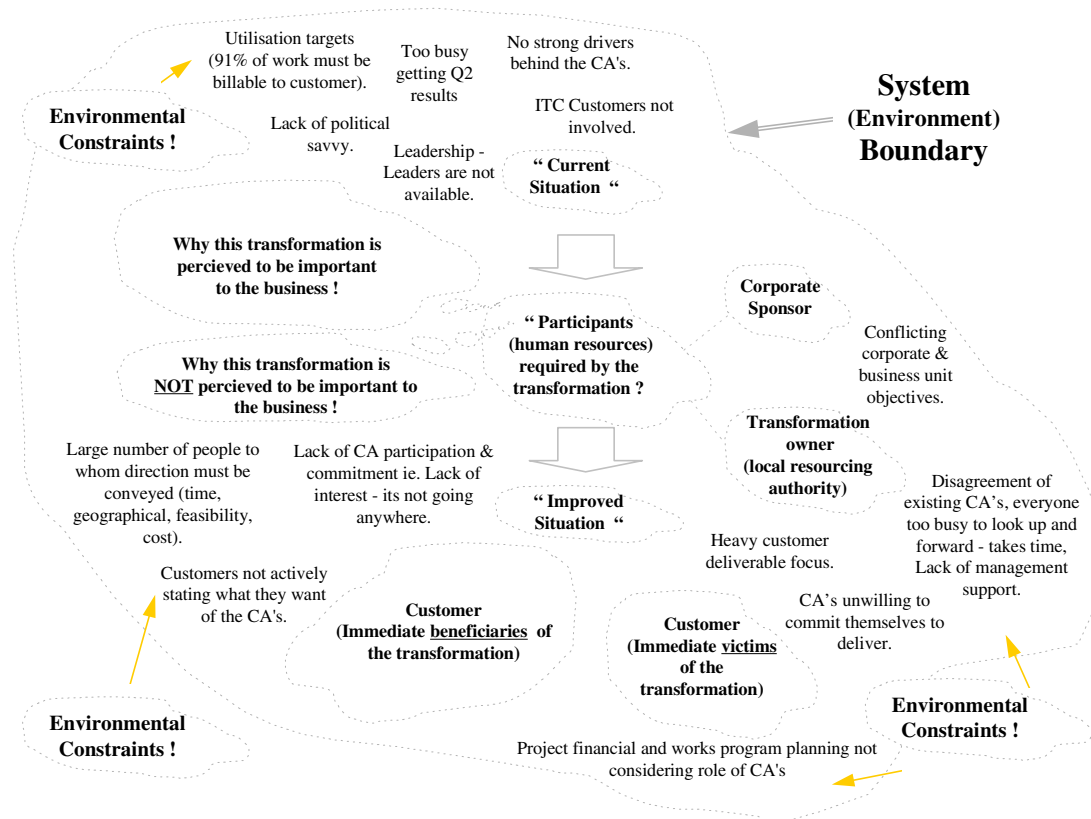 Utilisation targets
(91% of work must be
billable to customer).
Too busy
getting Q2
results
No strong drivers
behind the CA's.
System
(Environment)
Boundary
Environmental
Constraints !
Lack of political
savvy.
ITC Customers not
involved.
Leadership -
Leaders are not
available.
“ Current
Situation “
Why this transformation is
percieved to be important
to the business !
Corporate
Sponsor
“ Participants
(human resources)
required by the
transformation ?
Conflicting
corporate &
business unit
objectives.
Why this transformation is
NOT percieved to be important to
the business !
Transformation
owner
(local resourcing
authority)
Large number of people to
whom direction must be
conveyed (time,
geographical, feasibility,
cost).
Lack of CA participation &
commitment ie. Lack of
interest - its not going
anywhere.
“ Improved
Situation “
Disagreement of
existing CA’s, everyone
too busy to look up and
forward - takes time,
Lack of management
support.
Heavy customer
deliverable focus.
Customers not actively
stating what they want
of the CA's.
Customer
(Immediate beneficiaries of
the transformation)
Customer
(Immediate victims
of the
transformation)
CA’s unwilling to
commit themselves to
deliver.
Environmental
Constraints !
Environmental
Constraints !
Project financial and works program planning not
considering role of CA's